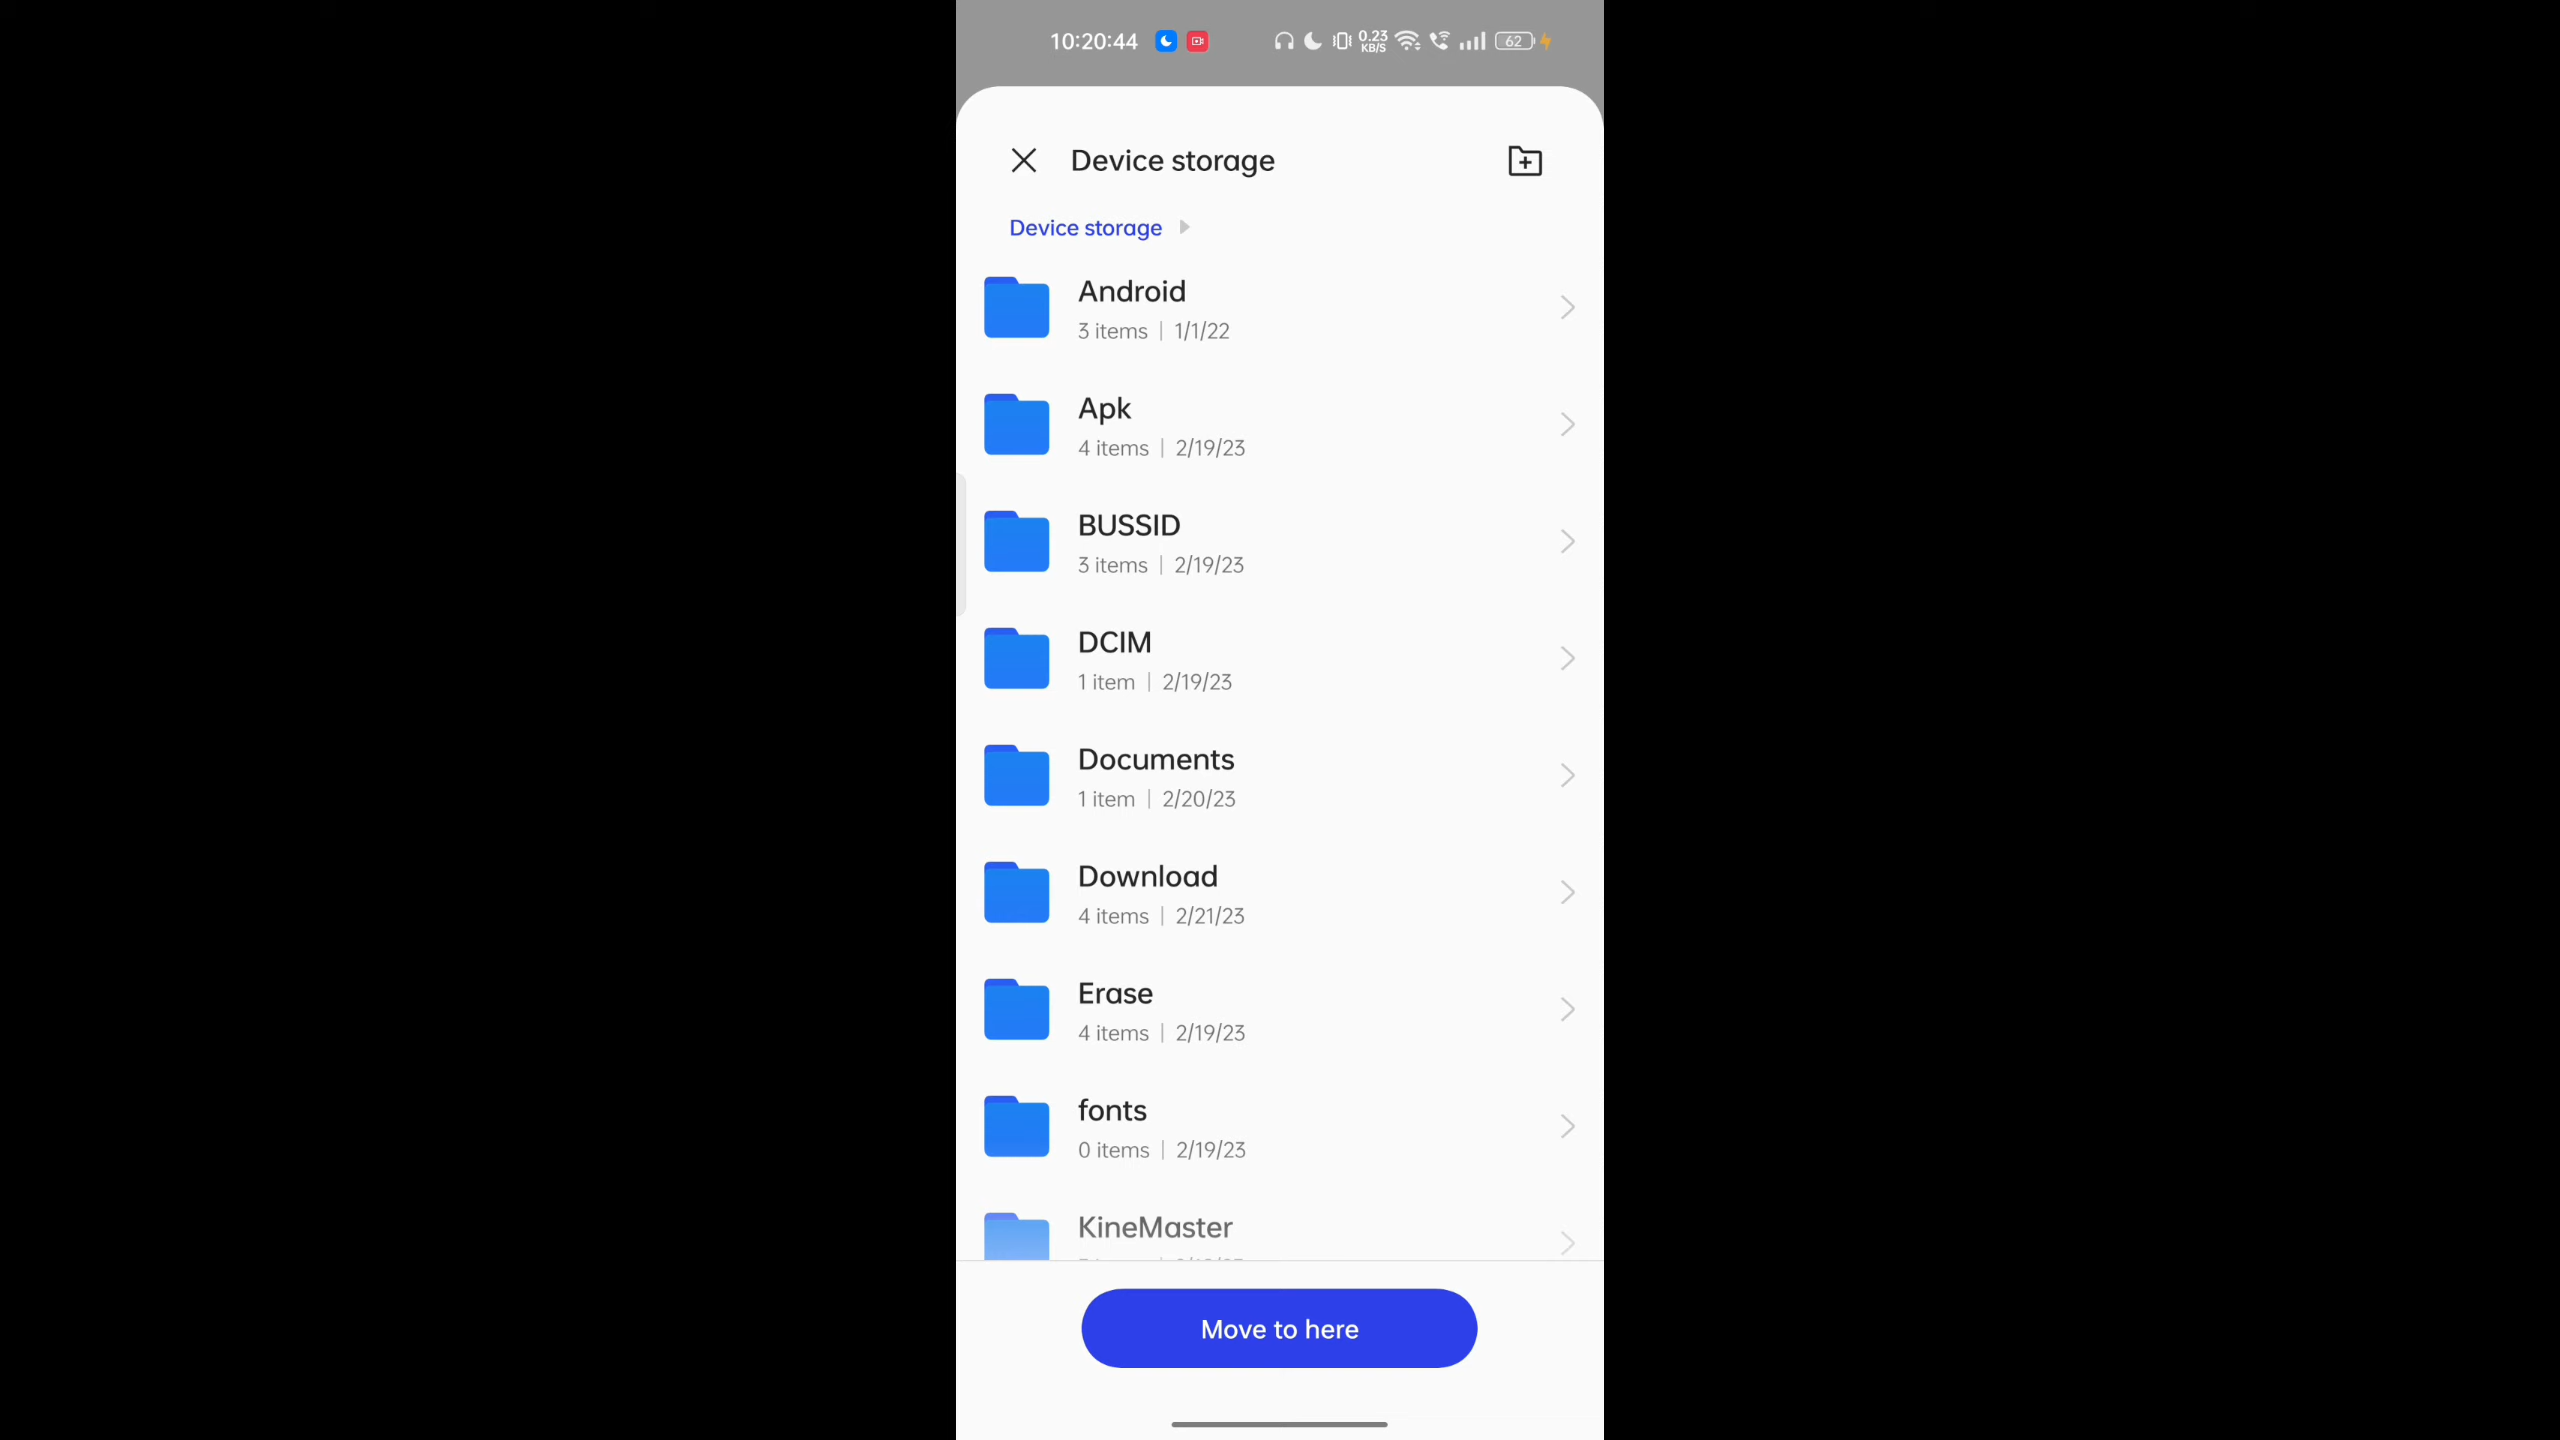 10:20:44
0.23
KB/S
62
Device storage
Device storage
Android
3 items | 1/1/22
Apk
4 items | 2/19/23
BUSSID
3 items | 2/19/23
DCIM
1 item | 2/19/23
Documents
1 item | 2/20/23
Download
4 items | 2/21/23
Erase
4 items | 2/19/23
fonts
0 items | 2/19/23
KineMaster
Move to here